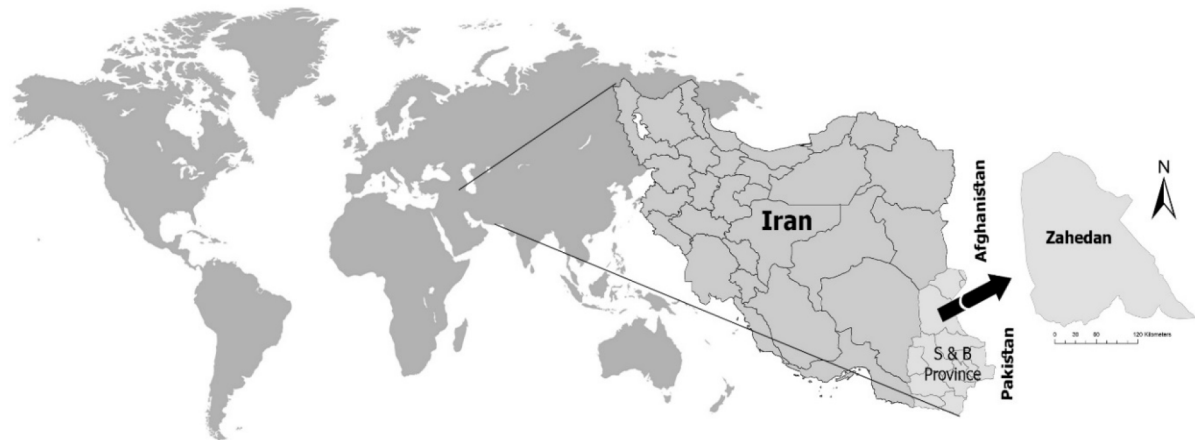 Iran
Afghanistan
Pakistan
S & B
Province
Zahedan
N
0 30 60 120 Kilometers